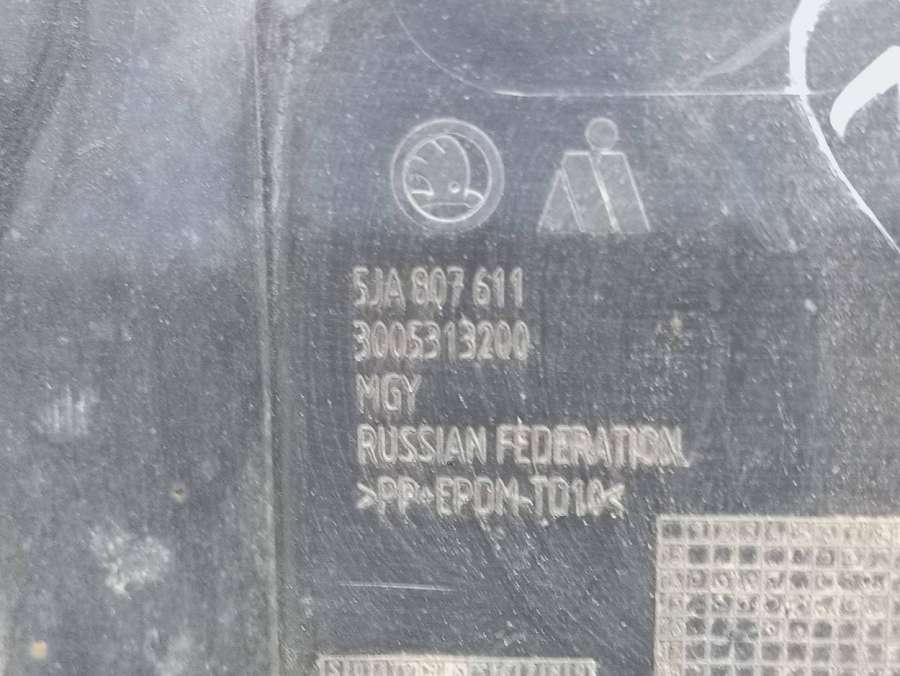 5JA 807 611
3005313200
MGY
RUSSIAN FEDERATION
>PP+EPDM-TD10<